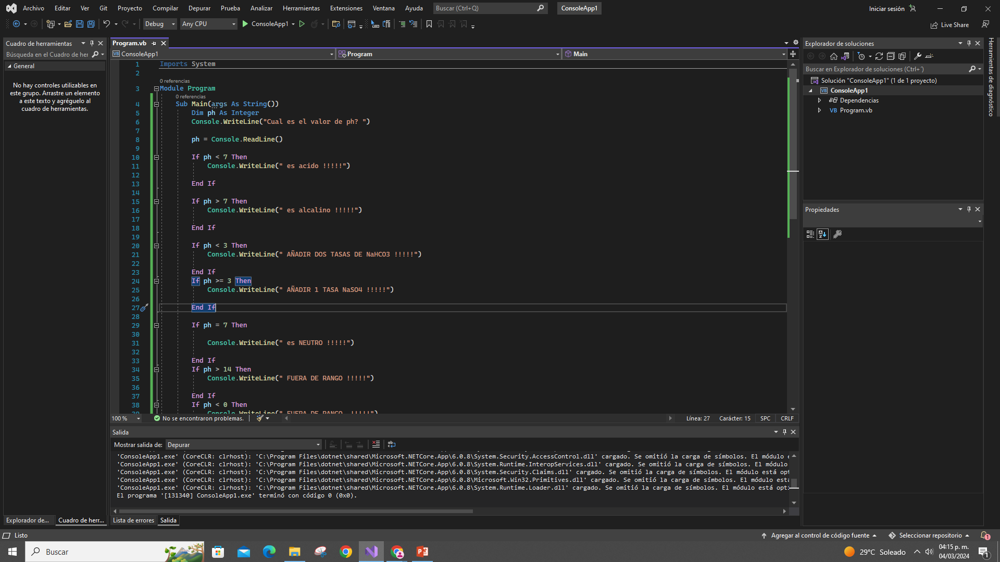 Archivo Editar Ver Git Proyecto Compilar Depurar Prueba Analizar Herramientas Extensiones Ventana Ayuda Buscar (Ctrl+Q) ConsoleApp1 Iniciar sesión
Debug Any CPU ConsoleApp1 Live Share
Cuadro de herramientas
Búsqueda en el Cuadro de her
General
No hay controles utilizables en
este grupo. Arrastre un elemento
a este texto y agréguelo al
cuadro de herramientas.
Explorador de... Cuadro de herr...
Program.vb
ConsoleApp1 Program Main
1 Imports System
2
0 referencias
3 Module Program
0 referencias
4 Sub Main(args As String())
5 Dim ph As Integer
6 Console.WriteLine("Cual es el valor de ph? ")
7
8 ph = Console.ReadLine()
9
10 If ph < 7 Then
11 Console.WriteLine(" es acido !!!!!")
12
13 End If
14
15 If ph > 7 Then
16 Console.WriteLine(" es alcalino !!!!!")
17
18 End If
19
20 If ph < 3 Then
21 Console.WriteLine(" AÑADIR DOS TASAS DE NaHCO3 !!!!!")
22
23 End If
24 If ph >= 3 Then
25 Console.WriteLine(" AÑADIR 1 TASA NaSO4 !!!!!")
26
27 End If
28
29 If ph = 7 Then
30
31 Console.WriteLine(" es NEUTRO !!!!!")
32
33 End If
34 If ph > 14 Then
35 Console.WriteLine(" FUERA DE RANGO !!!!!")
36
37 End If
38 If ph < 0 Then
39 Console.WriteLine(" FUERA DE RANGO !!!!!")
100 % No se encontraron problemas. Línea: 27 Carácter: 15 SPC CRLF
Salida
Mostrar salida de: Depurar
'ConsoleApp1.exe' (CoreCLR: clrhost): 'C:\Program Files\dotnet\shared\Microsoft.NETCore.App\6.0.8\System.Security.AccessControl.dll' cargado. Se omitió la carga de símbolos. El módulo e
'ConsoleApp1.exe' (CoreCLR: clrhost): 'C:\Program Files\dotnet\shared\Microsoft.NETCore.App\6.0.8\System.Runtime.InteropServices.dll' cargado. Se omitió la carga de símbolos. El módulo
'ConsoleApp1.exe' (CoreCLR: clrhost): 'C:\Program Files\dotnet\shared\Microsoft.NETCore.App\6.0.8\System.Security.Claims.dll' cargado. Se omitió la carga de símbolos. El módulo está opt
'ConsoleApp1.exe' (CoreCLR: clrhost): 'C:\Program Files\dotnet\shared\Microsoft.NETCore.App\6.0.8\Microsoft.Win32.Primitives.dll' cargado. Se omitió la carga de símbolos. El módulo est
'ConsoleApp1.exe' (CoreCLR: clrhost): 'C:\Program Files\dotnet\shared\Microsoft.NETCore.App\6.0.8\System.Runtime.Loader.dll' cargado. Se omitió la carga de símbolos. El módulo está opti
El programa '[131340] ConsoleApp1.exe' terminó con código 0 (0x0).
Lista de errores Salida
Explorador de soluciones
Buscar en Explorador de soluciones (Ctrl+´)
Solución "ConsoleApp1" (1 de 1 proyecto)
VB ConsoleApp1
Dependencias
VB Program.vb
Propiedades
Herramientas de diagnóstico
Listo Agregar al control de código fuente Seleccionar repositorio 1
Buscar 29°C Soleado 04:15 p. m.
04/03/2024 1